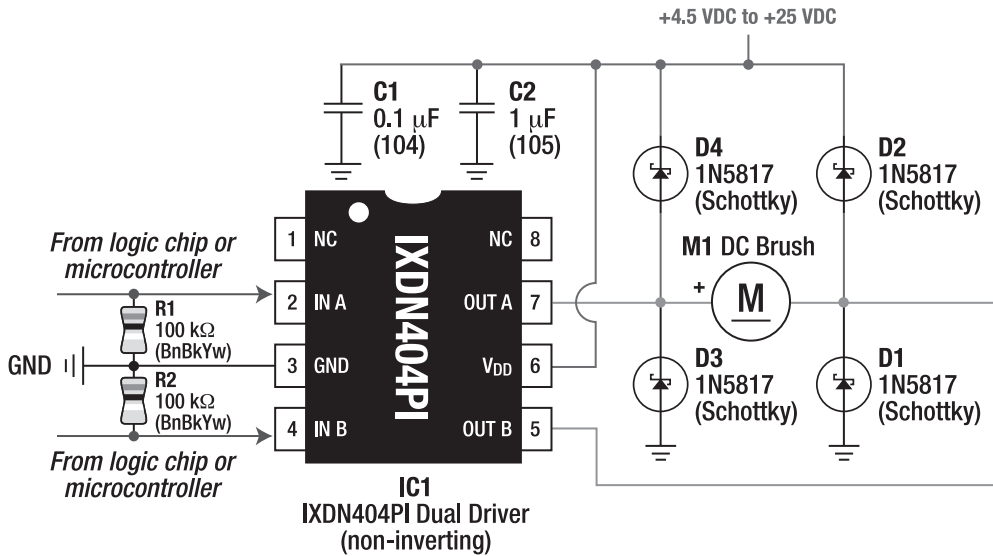 +4.5 VDC to +25 VDC
C1
0.1 μF
(104)
C2
1 μF
(105)
D4
1N5817
(Schottky)
D2
1N5817
(Schottky)
From logic chip or
microcontroller
R1
100 kΩ
(BnBkYw)
GND
R2
100 kΩ
(BnBkYw)
From logic chip or
microcontroller
1 NC
2 IN A
3 GND
4 IN B
IXDN404PI
NC 8
OUT A 7
VDD 6
OUT B 5
M1 DC Brush
+
M
D3
1N5817
(Schottky)
D1
1N5817
(Schottky)
IC1
IXDN404PI Dual Driver
(non-inverting)